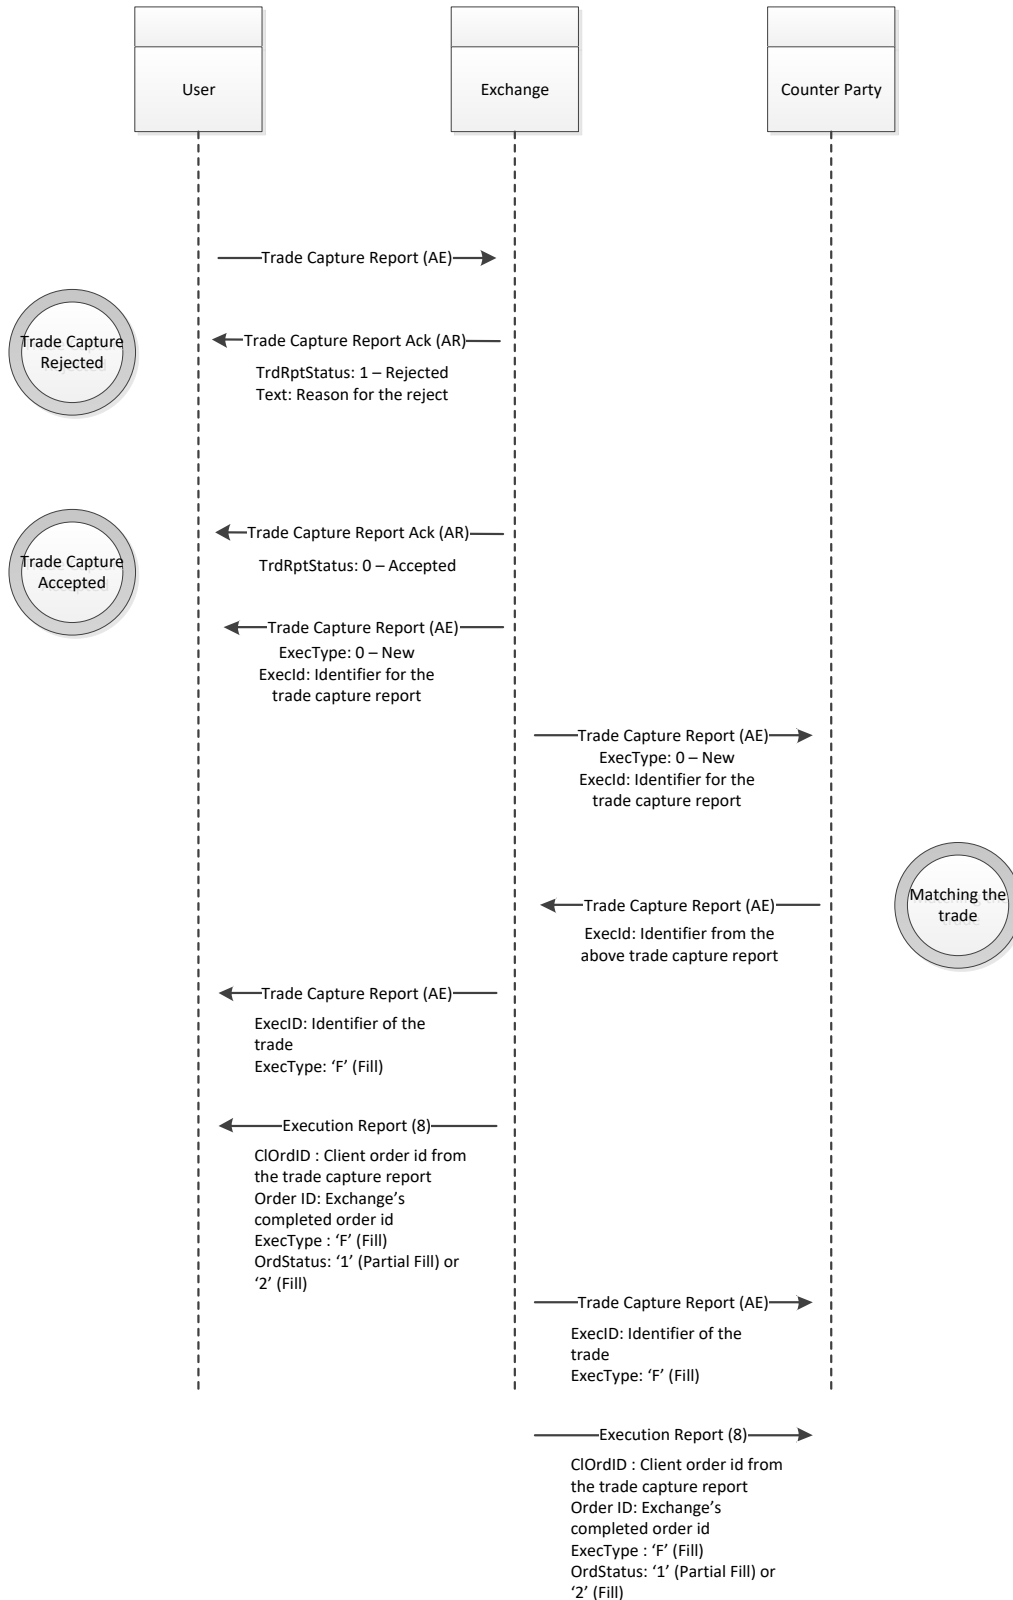 User
Exchange
Counter Party
Trade Capture Report (AE)
Trade Capture
Rejected
Trade Capture Report Ack (AR)
TrdRptStatus: 1 – Rejected
Text: Reason for the reject
Trade Capture
Accepted
Trade Capture Report Ack (AR)
TrdRptStatus: 0 – Accepted
Trade Capture Report (AE)
ExecType: 0 – New
ExecId: Identifier for the
trade capture report
Trade Capture Report (AE)
ExecType: 0 – New
ExecId: Identifier for the
trade capture report
Matching the
trade
Trade Capture Report (AE)
ExecId: Identifier from the
above trade capture report
Trade Capture Report (AE)
ExecID: Identifier of the
trade
ExecType: ‘F’ (Fill)
Execution Report (8)
ClOrdID : Client order id from
the trade capture report
Order ID: Exchange’s
completed order id
ExecType : ‘F’ (Fill)
OrdStatus: ‘1’ (Partial Fill) or
‘2’ (Fill)
Trade Capture Report (AE)
ExecID: Identifier of the
trade
ExecType: ‘F’ (Fill)
Execution Report (8)
ClOrdID : Client order id from
the trade capture report
Order ID: Exchange’s
completed order id
ExecType : ‘F’ (Fill)
OrdStatus: ‘1’ (Partial Fill) or
‘2’ (Fill)